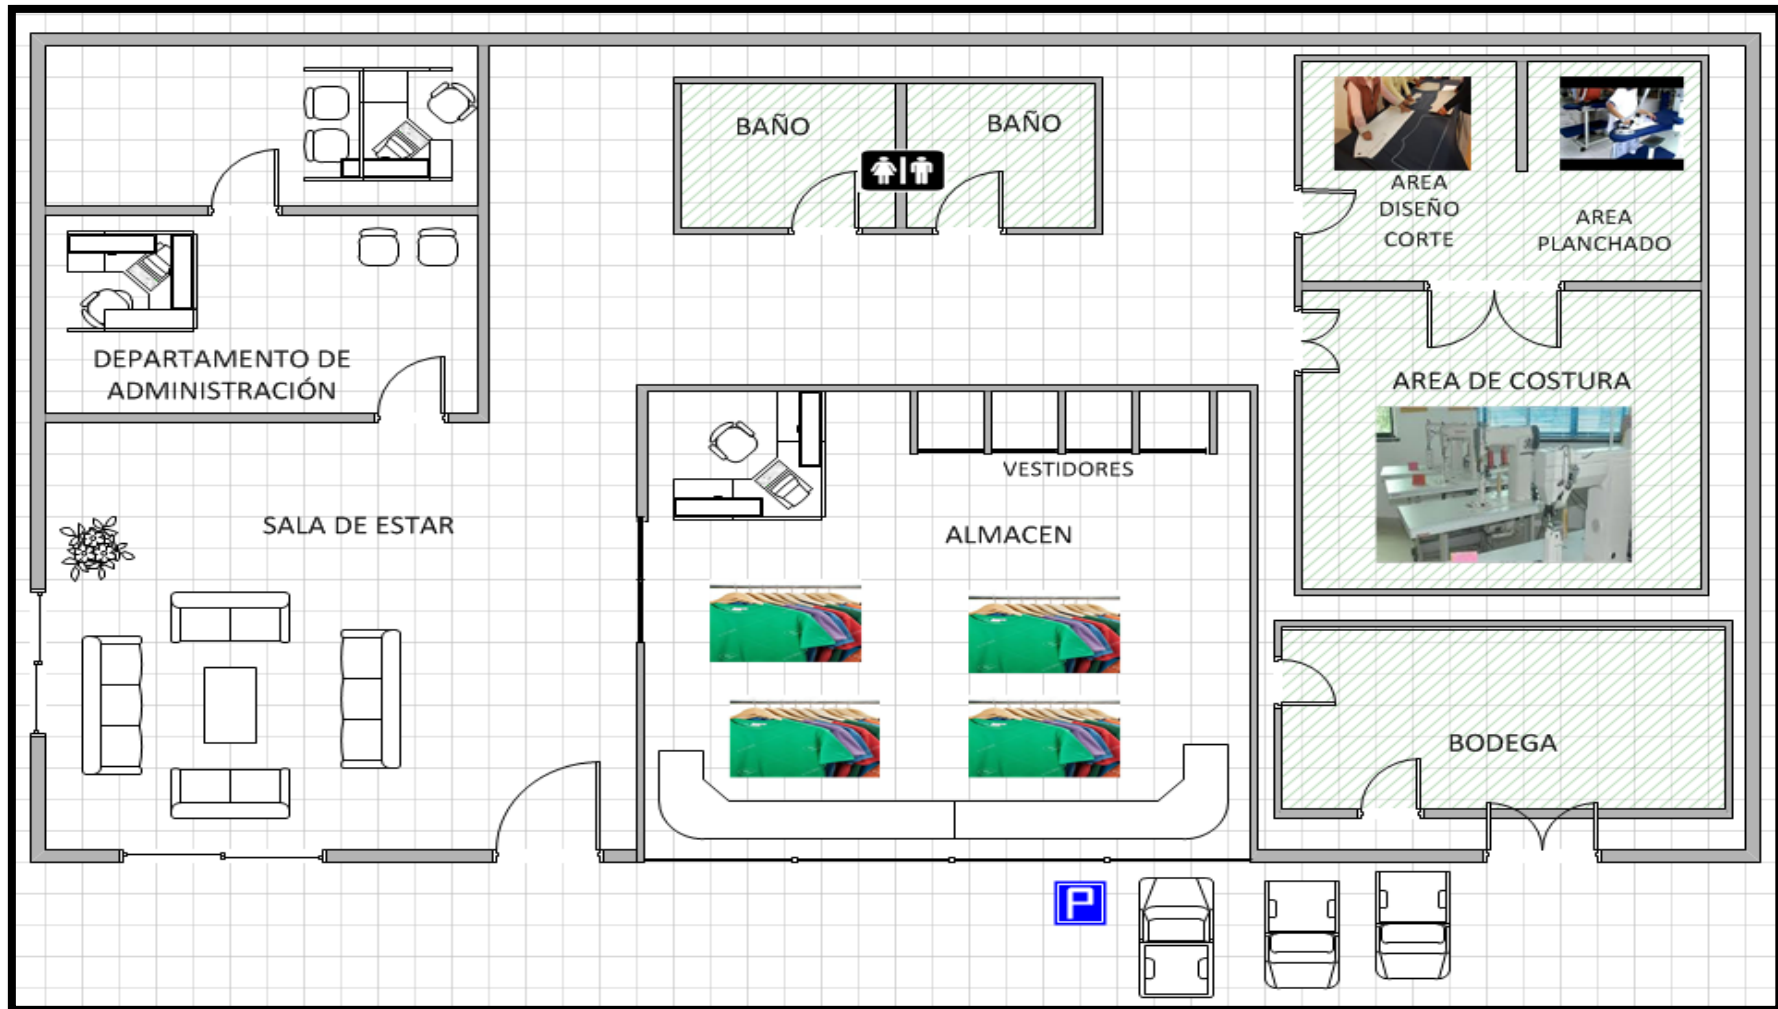 BAÑO
BAÑO
AREA
DISEÑO
CORTE
AREA
PLANCHADO
DEPARTAMENTO DE
ADMINISTRACIÓN
AREA DE COSTURA
VESTIDORES
SALA DE ESTAR
ALMACEN
BODEGA
P